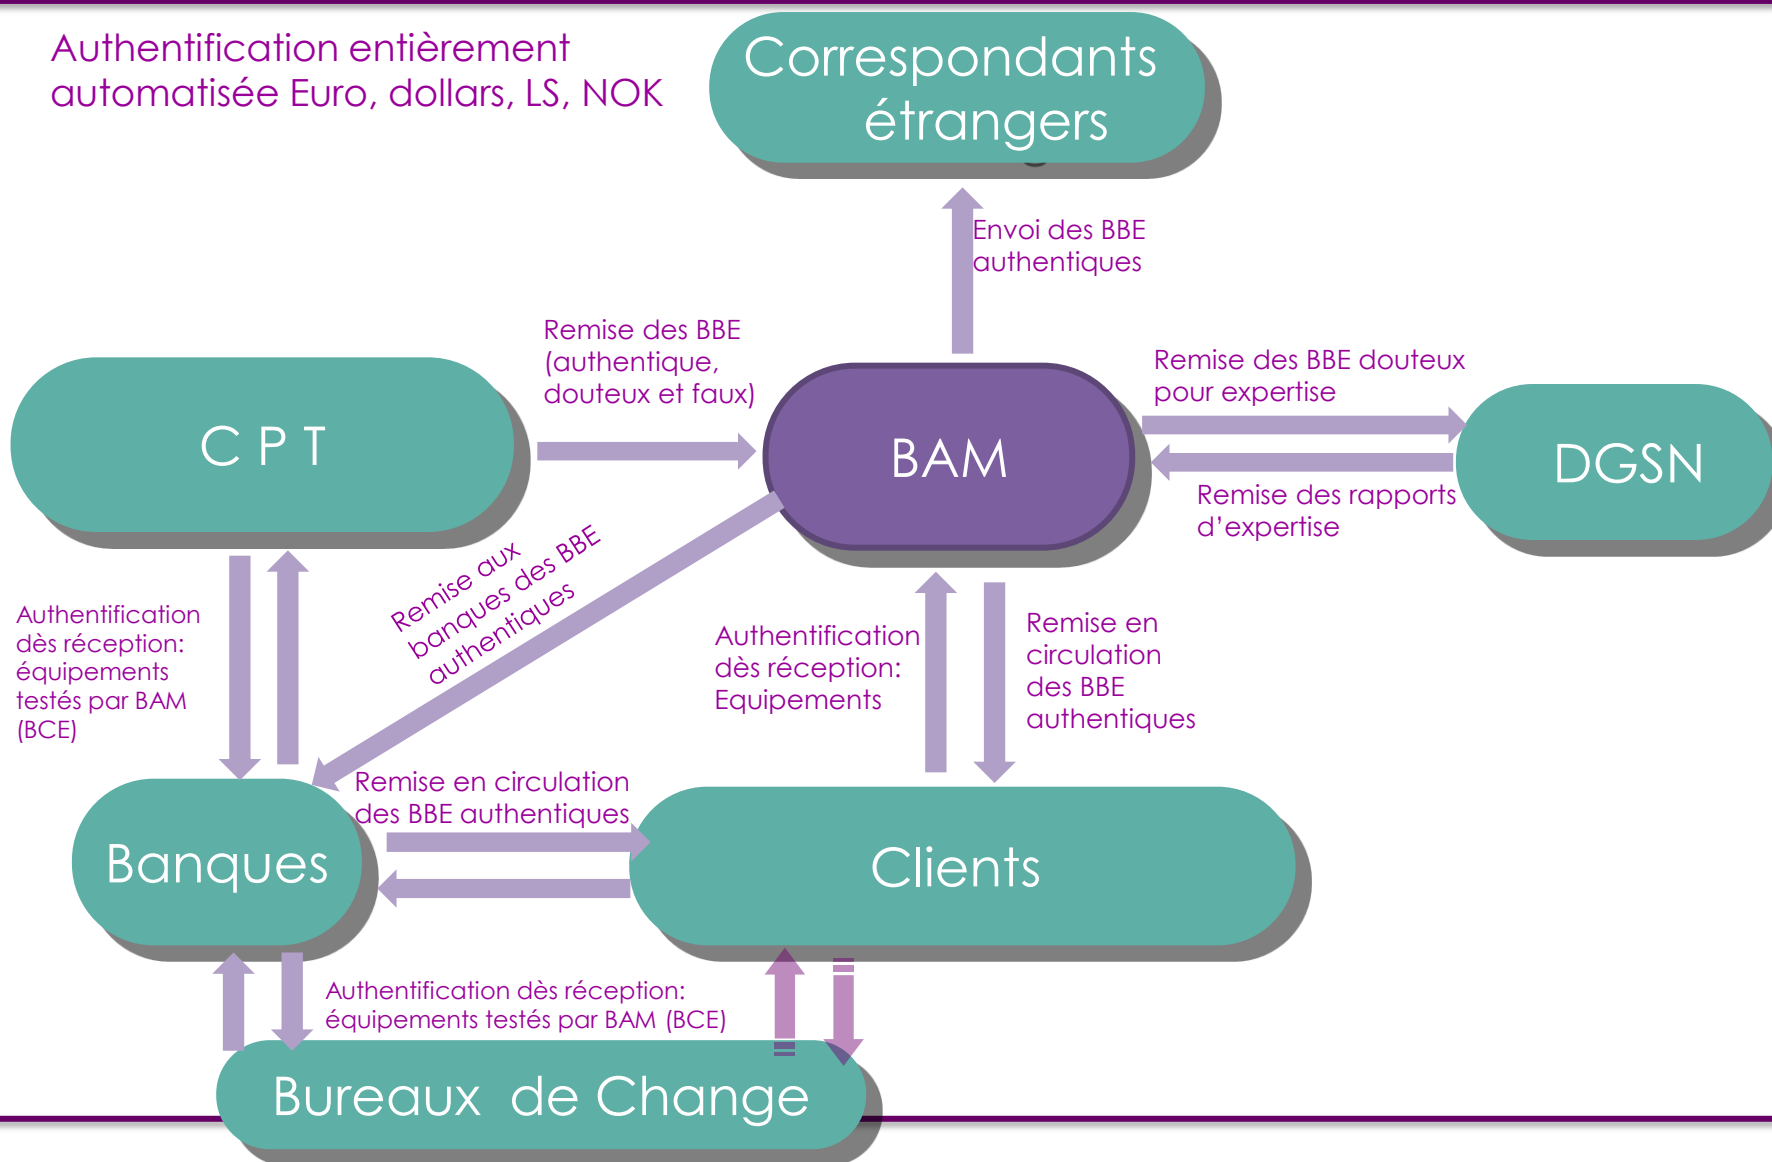 Authentification entièrement
automatisée Euro, dollars, LS, NOK
Correspondants
étrangers
Envoi des BBE
authentiques
Remise des BBE
(authentique,
douteux et faux)
Remise des BBE douteux
pour expertise
C P T
BAM
DGSN
Remise des rapports
d’expertise
Remise aux
banques des BBE
authentiques
Authentification
dès réception:
équipements
testés par BAM
(BCE)
Authentification
dès réception:
Equipements
Remise en
circulation
des BBE
authentiques
Remise en circulation
des BBE authentiques
Banques
Clients
Authentification dès réception:
équipements testés par BAM (BCE)
Bureaux de Change